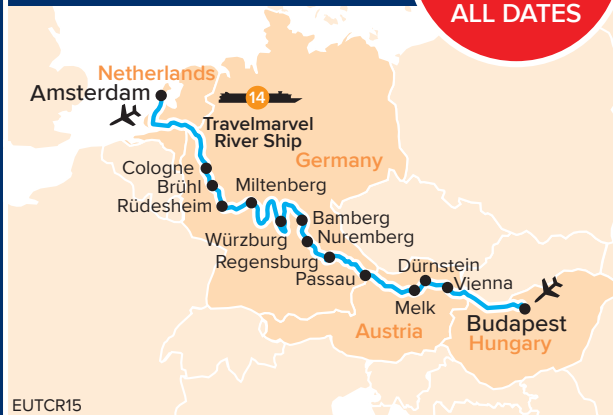 ALL DATES
Netherlands
Amsterdam
14
Travelmarvel
River Ship
Germany
Cologne
Brühl
Rüdesheim
Miltenberg
Würzburg
Bamberg
Nuremberg
Regensburg
Passau
Dürnstein
Vienna
Melk
Budapest
Austria
Hungary
EUTCR15